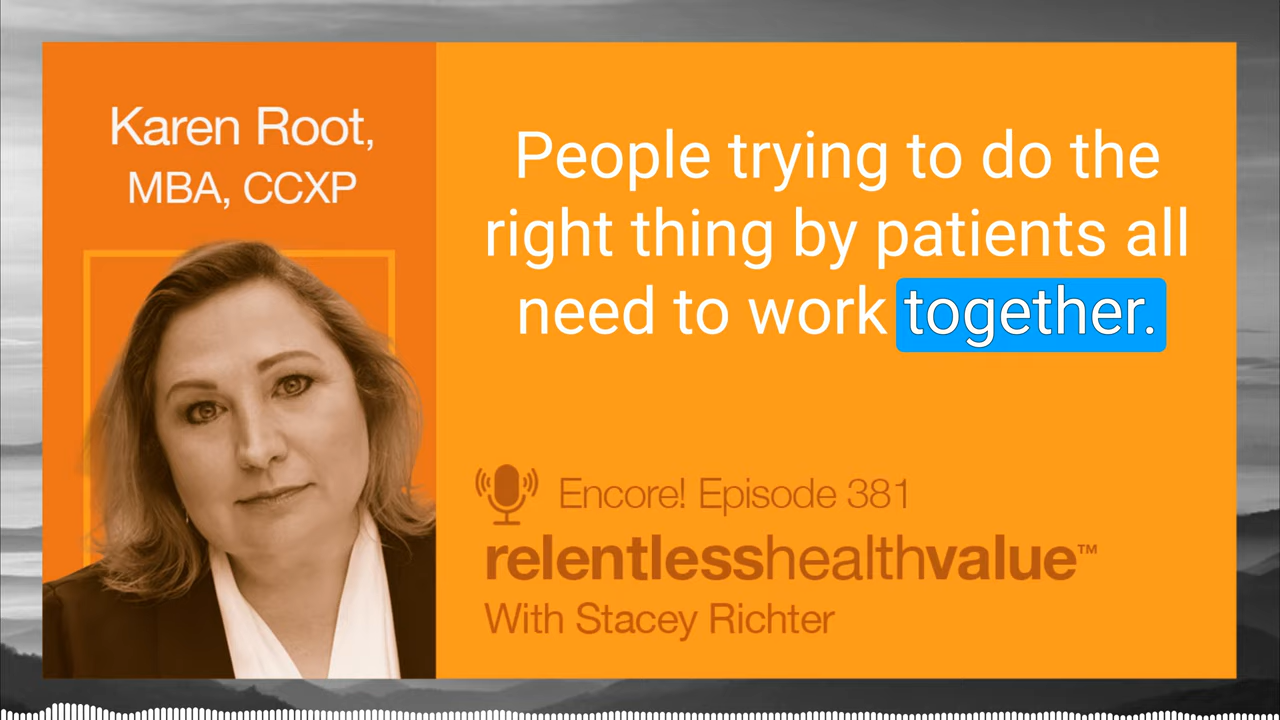 Karen Root,
MBA, CCXP
People trying to do the
right thing by patients all
need to work together.
Encore! Episode 381
relentlesshealthvalue™
With Stacey Richter